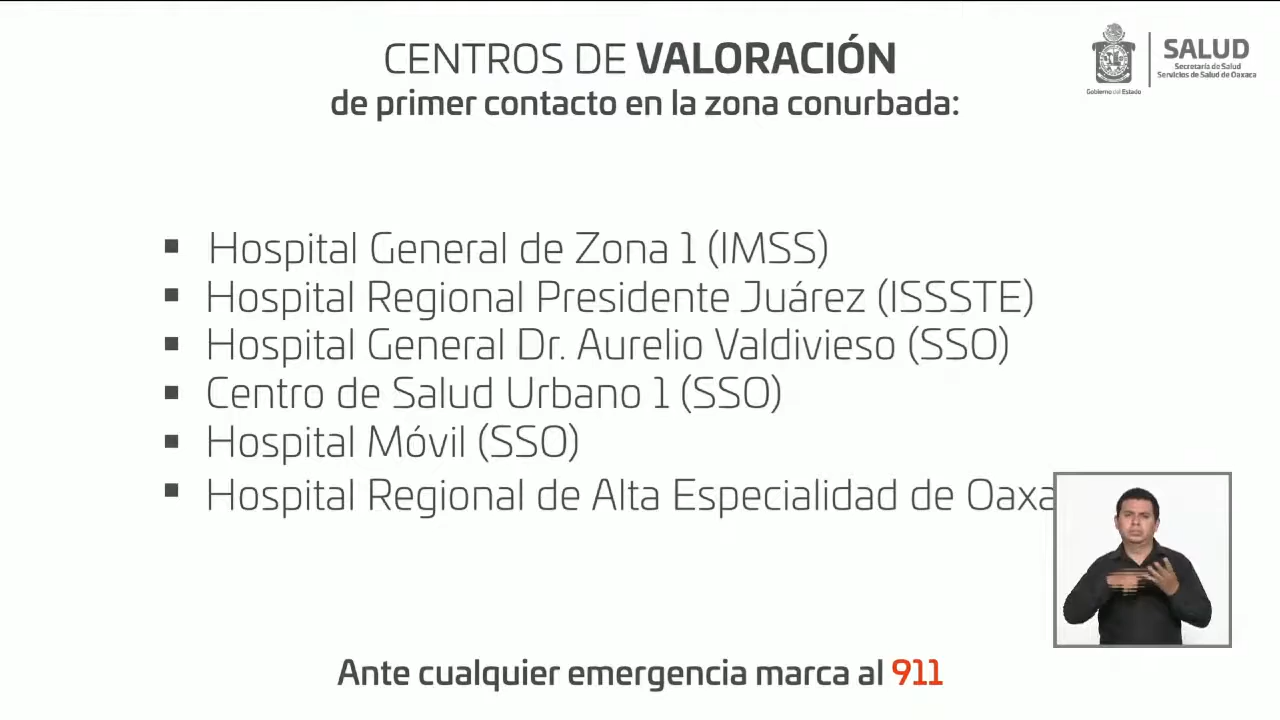 CENTROS DE VALORACIÓN
de primer contacto en la zona conurbada:
Gobierno del Estado
SALUD
Secretaría de Salud
Servicios de Salud de Oaxaca
▪ Hospital General de Zona 1 (IMSS)
▪ Hospital Regional Presidente Juárez (ISSSTE)
▪ Hospital General Dr. Aurelio Valdivieso (SSO)
▪ Centro de Salud Urbano 1 (SSO)
▪ Hospital Móvil (SSO)
▪ Hospital Regional de Alta Especialidad de Oaxa
Ante cualquier emergencia marca al 911